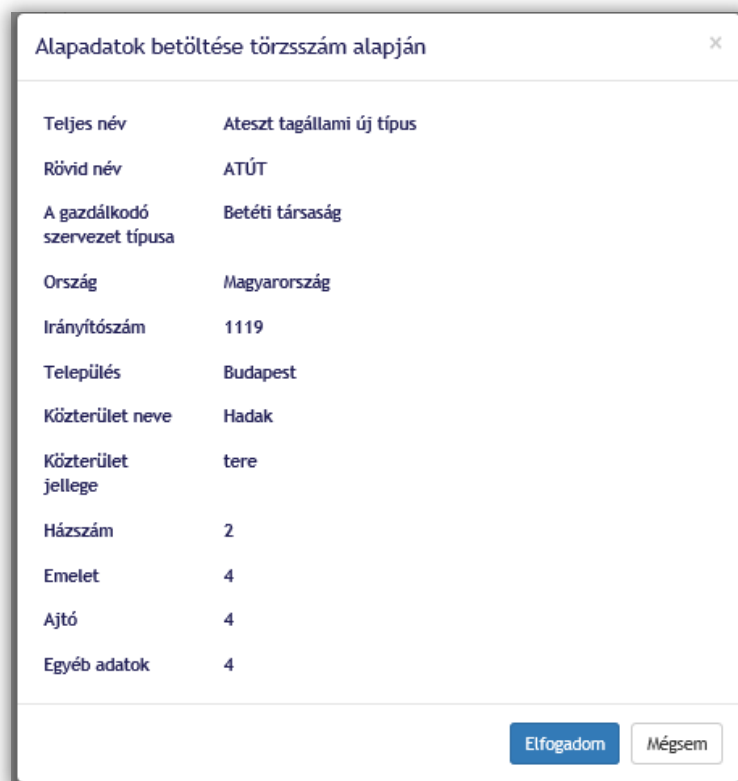 Alapadatok betöltése törzsszám alapján ×
Teljes név Ateszt tagállami új típus
Rövid név ATÚT
A gazdálkodó Betéti társaság
szervezet típusa
Ország Magyarország
Irányítószám 1119
Település Budapest
Közterület neve Hadak
Közterület tere
jellege
Házszám 2
Emelet 4
Ajtó 4
Egyéb adatok 4
Elfogadom Mégsem